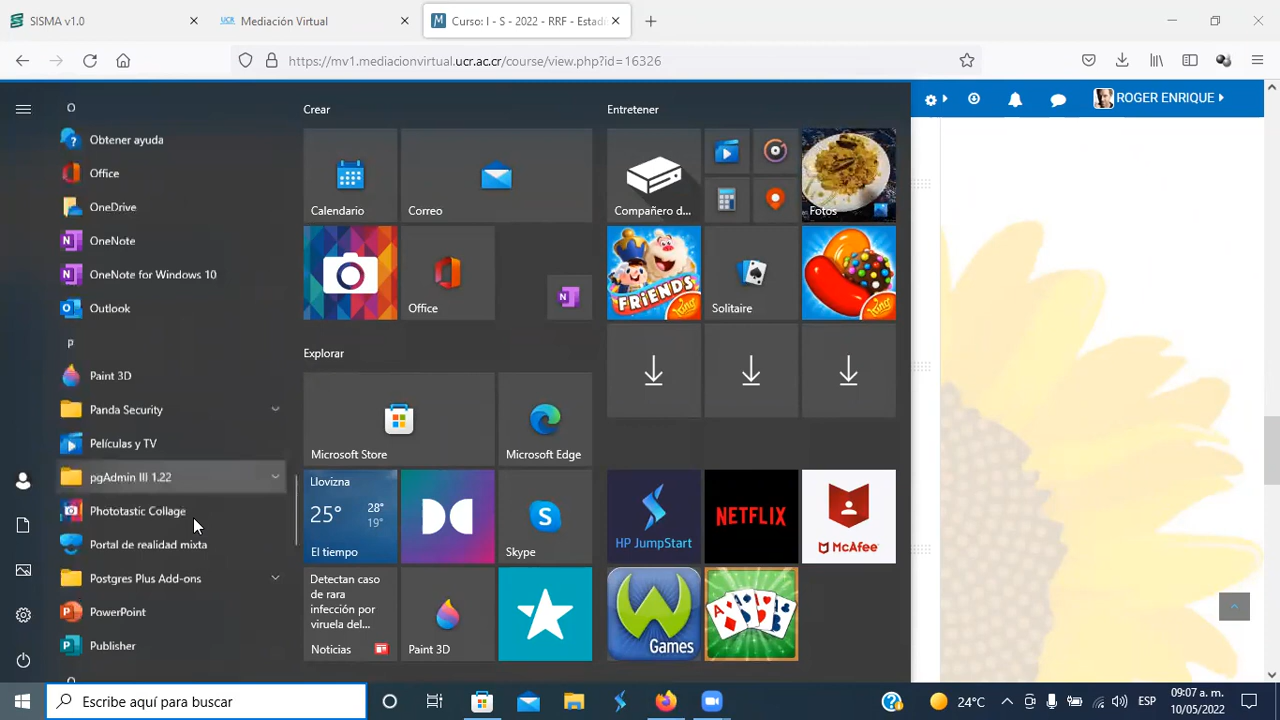 SISMA v1.0
UCR
Mediación Virtual
M
Curso: I - S - 2022 - RRF - Estadí
https://mv1.mediacionvirtual.ucr.ac.cr/course/view.php?id=16326
ROGER ENRIQUE
O
Obtener ayuda
Office
OneDrive
OneNote
OneNote for Windows 10
Outlook
P
Paint 3D
Panda Security
Películas y TV
pgAdmin III 1.22
Phototastic Collage
Portal de realidad mixta
Postgres Plus Add-ons
PowerPoint
Publisher
Crear
Calendario
Correo
Office
Explorar
Microsoft Store
Microsoft Edge
Llovizna
25°
28°
19°
El tiempo
Skype
Detectan caso
de rara
infección por
viruela del...
Noticias
Paint 3D
Entretener
Compañero d...
Fotos
FRIENDS
King
Solitaire
King
HP JumpStart
NETFLIX
McAfee
Games
Escribe aquí para buscar
24°C
ESP
09:07 a. m.
10/05/2022